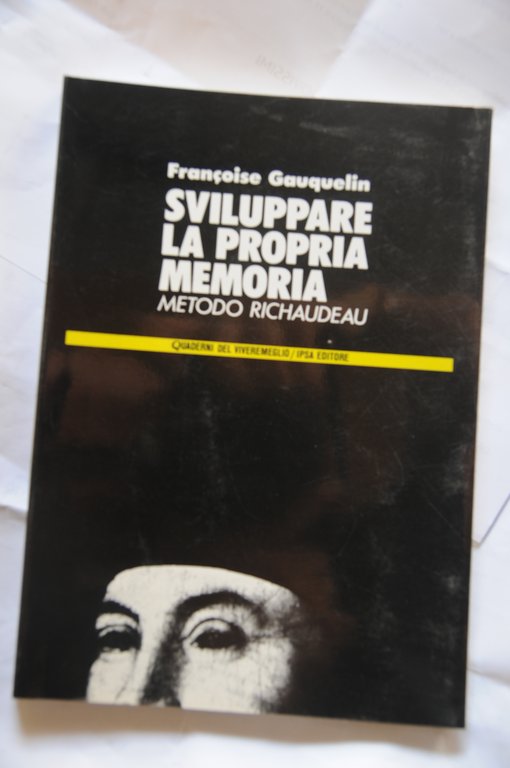 Françoise Gauquelin
SVILUPPARE
LA PROPRIA
MEMORIA
METODO RICHAUDEAU
QUADERNI DEL VIVEREMEGLIO/IPSA EDITORE